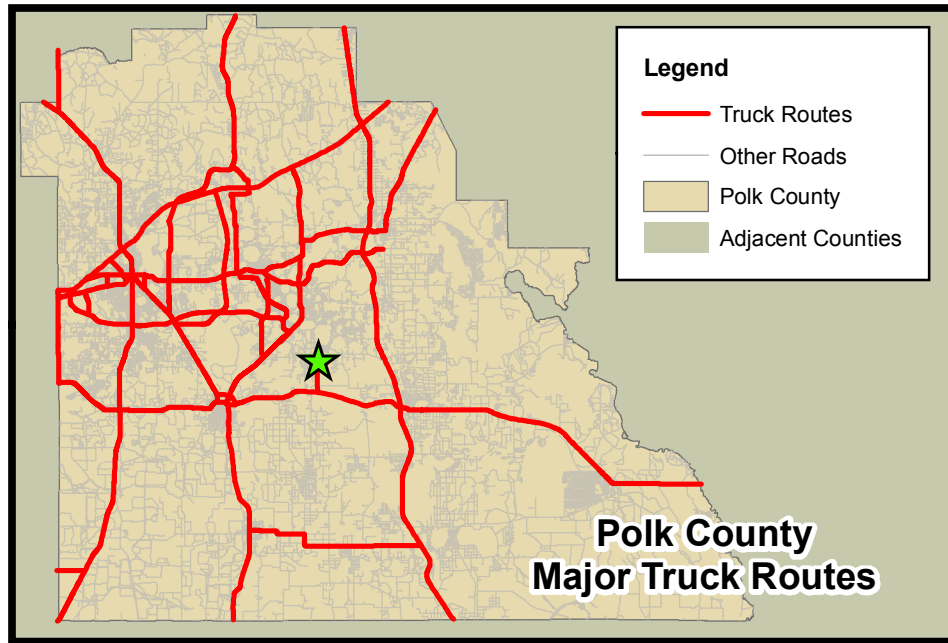 Legend
Truck Routes
Other Roads
Polk County
Adjacent Counties
Polk County
Major Truck Routes